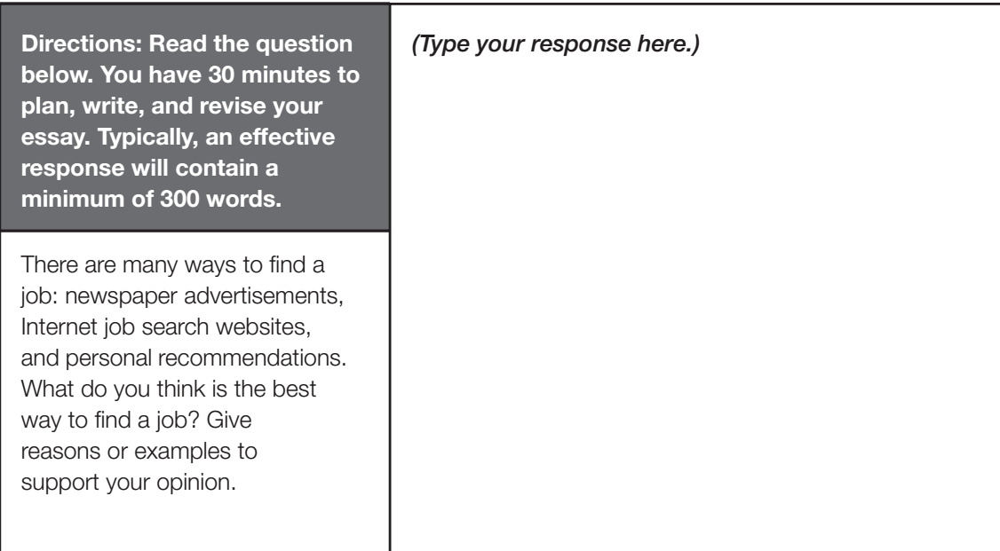 Directions: Read the question
below. You have 30 minutes to
plan, write, and revise your
essay. Typically, an effective
response will contain a
minimum of 300 words.
There are many ways to find a
job: newspaper advertisements,
Internet job search websites,
and personal recommendations.
What do you think is the best
way to find a job? Give
reasons or examples to
support your opinion.
(Type your response here.)